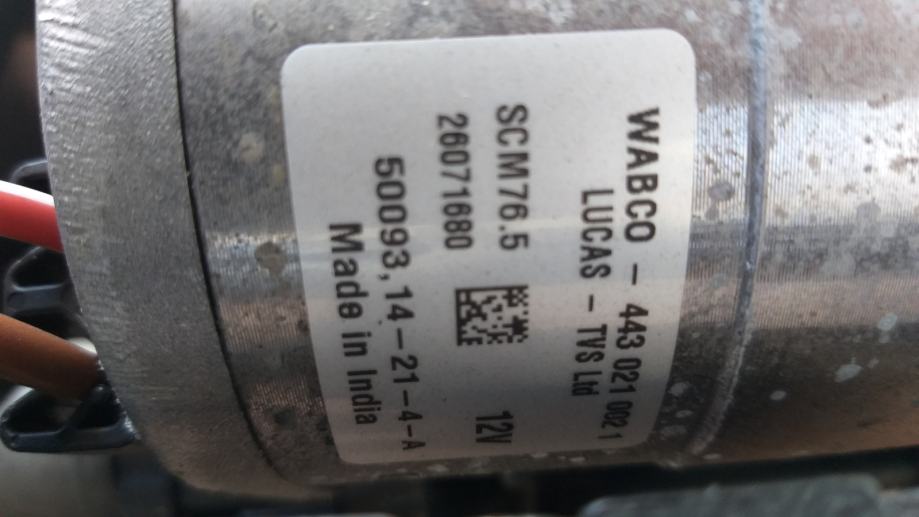 WABCO - 443 021 002 1
LUCAS - TVS Ltd
SCM76.5
12V
26071680
50093,14-21-4-A
Made in India